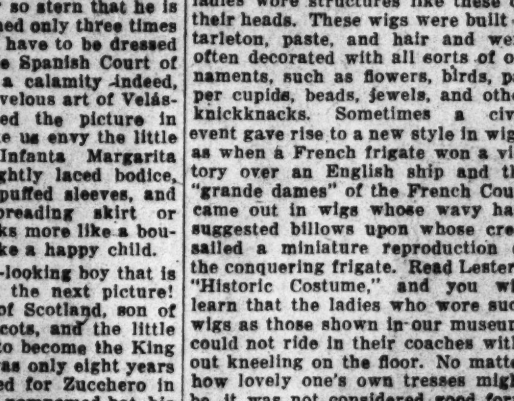 so stern that he is
ed only three times
have to be dressed
e Spanish Court of
a calamity indeed,
velous art of Velás-
ed the picture in
e us envy the little
Infanta Margarita
ghtly laced bodice,
puffed sleeves, and
preading skirt or
ks more like a bou-
ke a happy child.
-looking boy that is
the next picture!
of Scotland, son of
cots, and the little
to become the King
as only eight years
ed for Zucchero in
ladies wore structures like these
their heads. These wigs were built
tarleton, paste, and hair and we
often decorated with all sorts of o
naments, such as flowers, birds, pa
per cupids, beads, jewels, and oth
knickknacks. Sometimes a civ
event gave rise to a new style in wig
as when a French frigate won a vi
tory over an English ship and th
"grande dames" of the French Cou
came out in wigs whose wavy ha
suggested billows upon whose cre
sailed a miniature reproduction
the conquering frigate. Read Lester
"Historic Costume," and you wi
learn that the ladies who wore suc
wigs as those shown in our museum
could not ride in their coaches with
out kneeling on the floor. No matte
how lovely one's own tresses migh
be, it was not considered good for